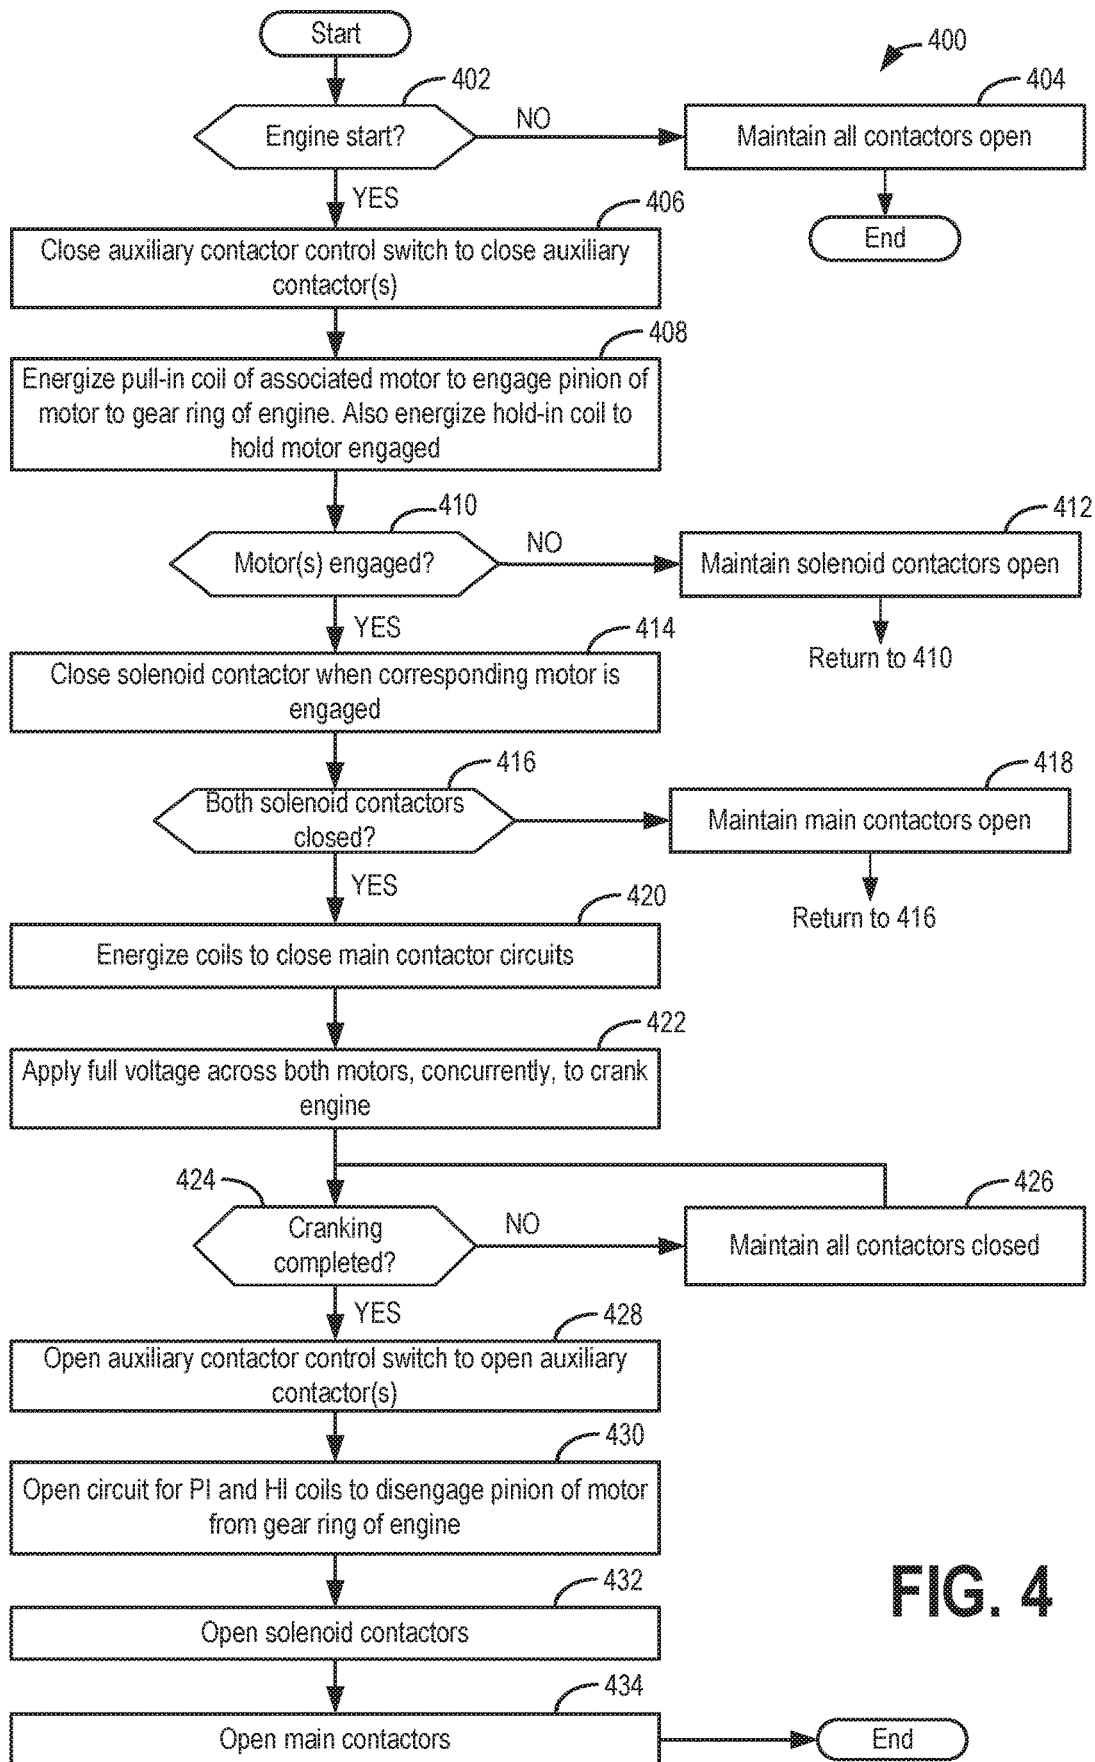 Start
400
402
404
Engine start?
NO
Maintain all contactors open
YES
End
406
Close auxiliary contactor control switch to close auxiliary
contactor(s)
408
Energize pull-in coil of associated motor to engage pinion of
motor to gear ring of engine. Also energize hold-in coil to
hold motor engaged
410
412
Motor(s) engaged?
NO
Maintain solenoid contactors open
YES
Return to 410
414
Close solenoid contactor when corresponding motor is
engaged
416
418
Both solenoid contactors
closed?
Maintain main contactors open
YES
Return to 416
420
Energize coils to close main contactor circuits
422
Apply full voltage across both motors, concurrently, to crank
engine
424
426
Cranking
completed?
NO
Maintain all contactors closed
YES
428
Open auxiliary contactor control switch to open auxiliary
contactor(s)
430
Open circuit for PI and HI coils to disengage pinion of motor
from gear ring of engine
432
Open solenoid contactors
FIG. 4
434
Open main contactors
End